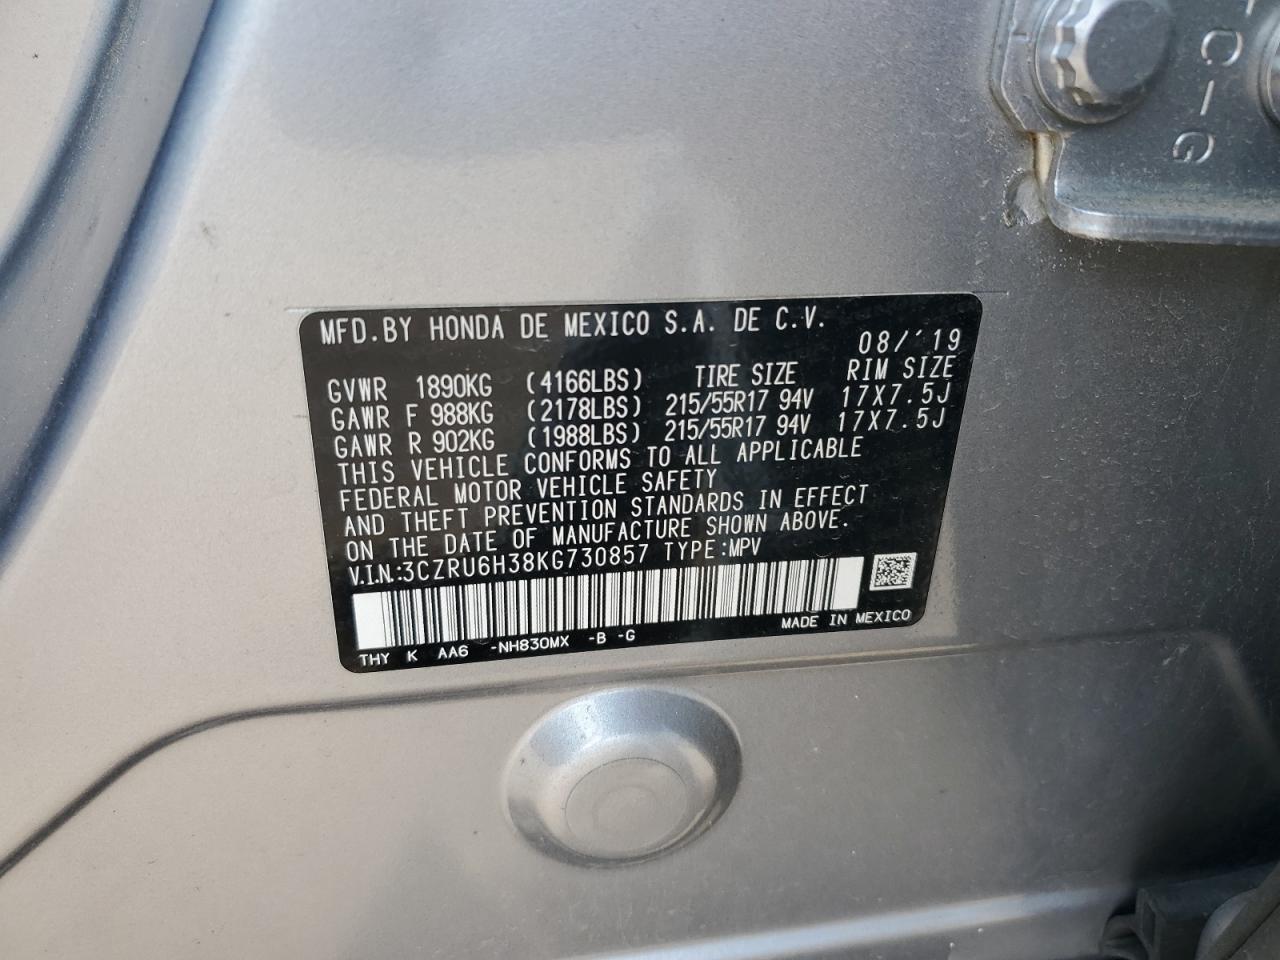 C-G
MFD.BY HONDA DE MEXICO S.A. DE C.V.
08/'19
GVWR 1890KG (4166LBS) TIRE SIZE RIM SIZE
GAWR F 988KG (2178LBS) 215/55R17 94V 17X7.5J
GAWR R 902KG (1988LBS) 215/55R17 94V 17X7.5J
THIS VEHICLE CONFORMS TO ALL APPLICABLE
FEDERAL MOTOR VEHICLE SAFETY
AND THEFT PREVENTION STANDARDS IN EFFECT
ON THE DATE OF MANUFACTURE SHOWN ABOVE.
V.I.N.:3CZRU6H38KG730857 TYPE:MPV
MADE IN MEXICO
THY K AA6 -NH830MX -B -G